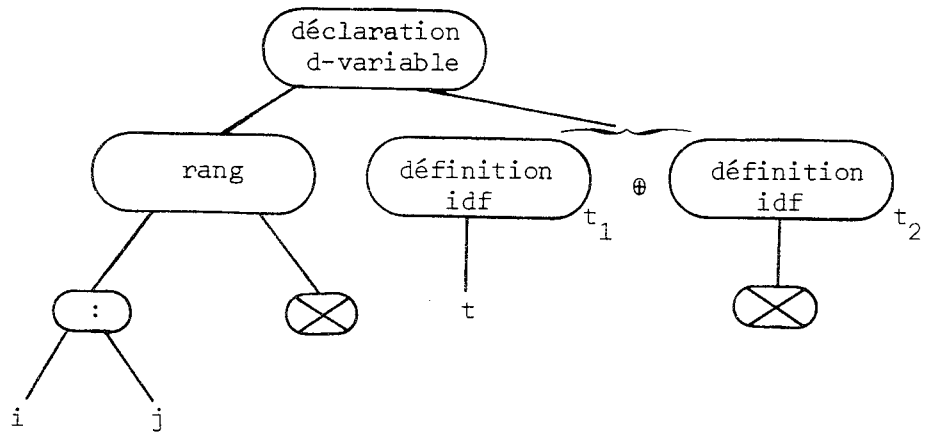 déclaration
d-variable
rang
définition
idf
t1
⊕
définition
idf
t2
:
t
i
j